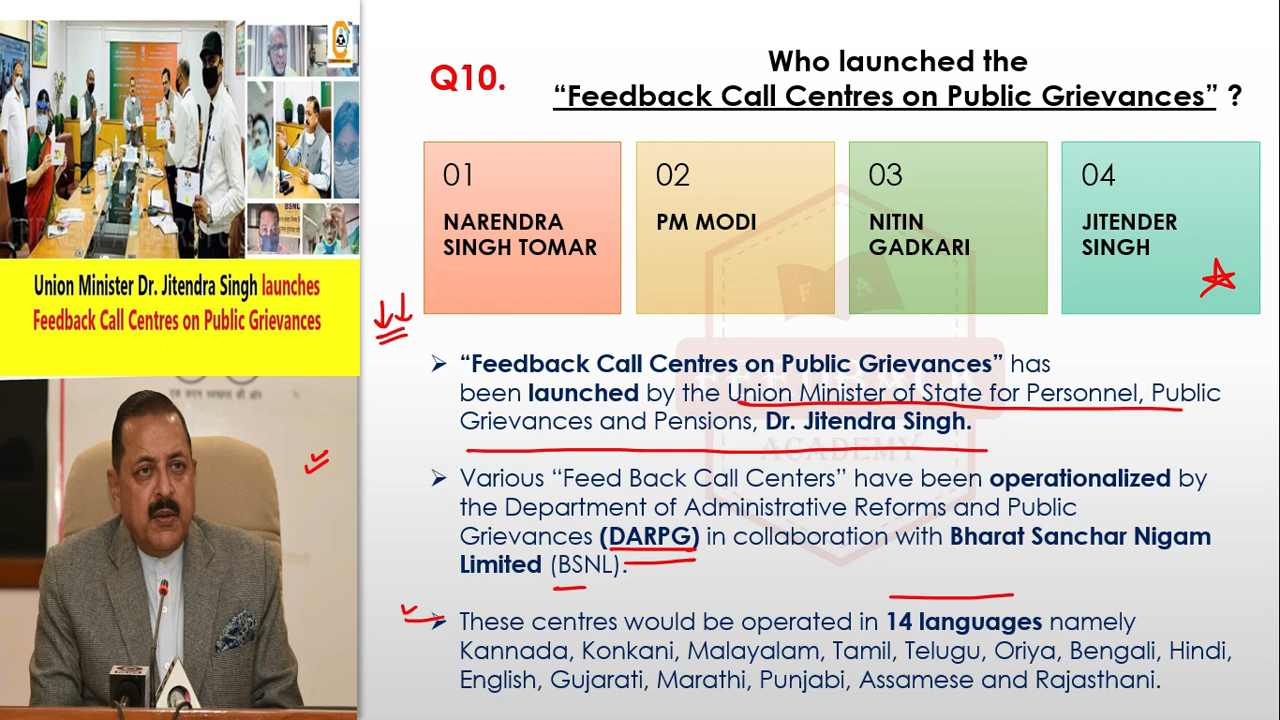 Q10.
Who launched the
“Feedback Call Centres on Public Grievances” ?
01
NARENDRA
SINGH TOMAR
02
PM MODI
03
NITIN
GADKARI
04
JITENDER
SINGH
BSNL
Union Minister Dr. Jitendra Singh launches
Feedback Call Centres on Public Grievances
“Feedback Call Centres on Public Grievances” has
been launched by the Union Minister of State for Personnel, Public
Grievances and Pensions, Dr. Jitendra Singh.
Various “Feed Back Call Centers” have been operationalized by
the Department of Administrative Reforms and Public
Grievances (DARPG) in collaboration with Bharat Sanchar Nigam
Limited (BSNL).
These centres would be operated in 14 languages namely
Kannada, Konkani, Malayalam, Tamil, Telugu, Oriya, Bengali, Hindi,
English, Gujarati, Marathi, Punjabi, Assamese and Rajasthani.
F A
ACADEMY